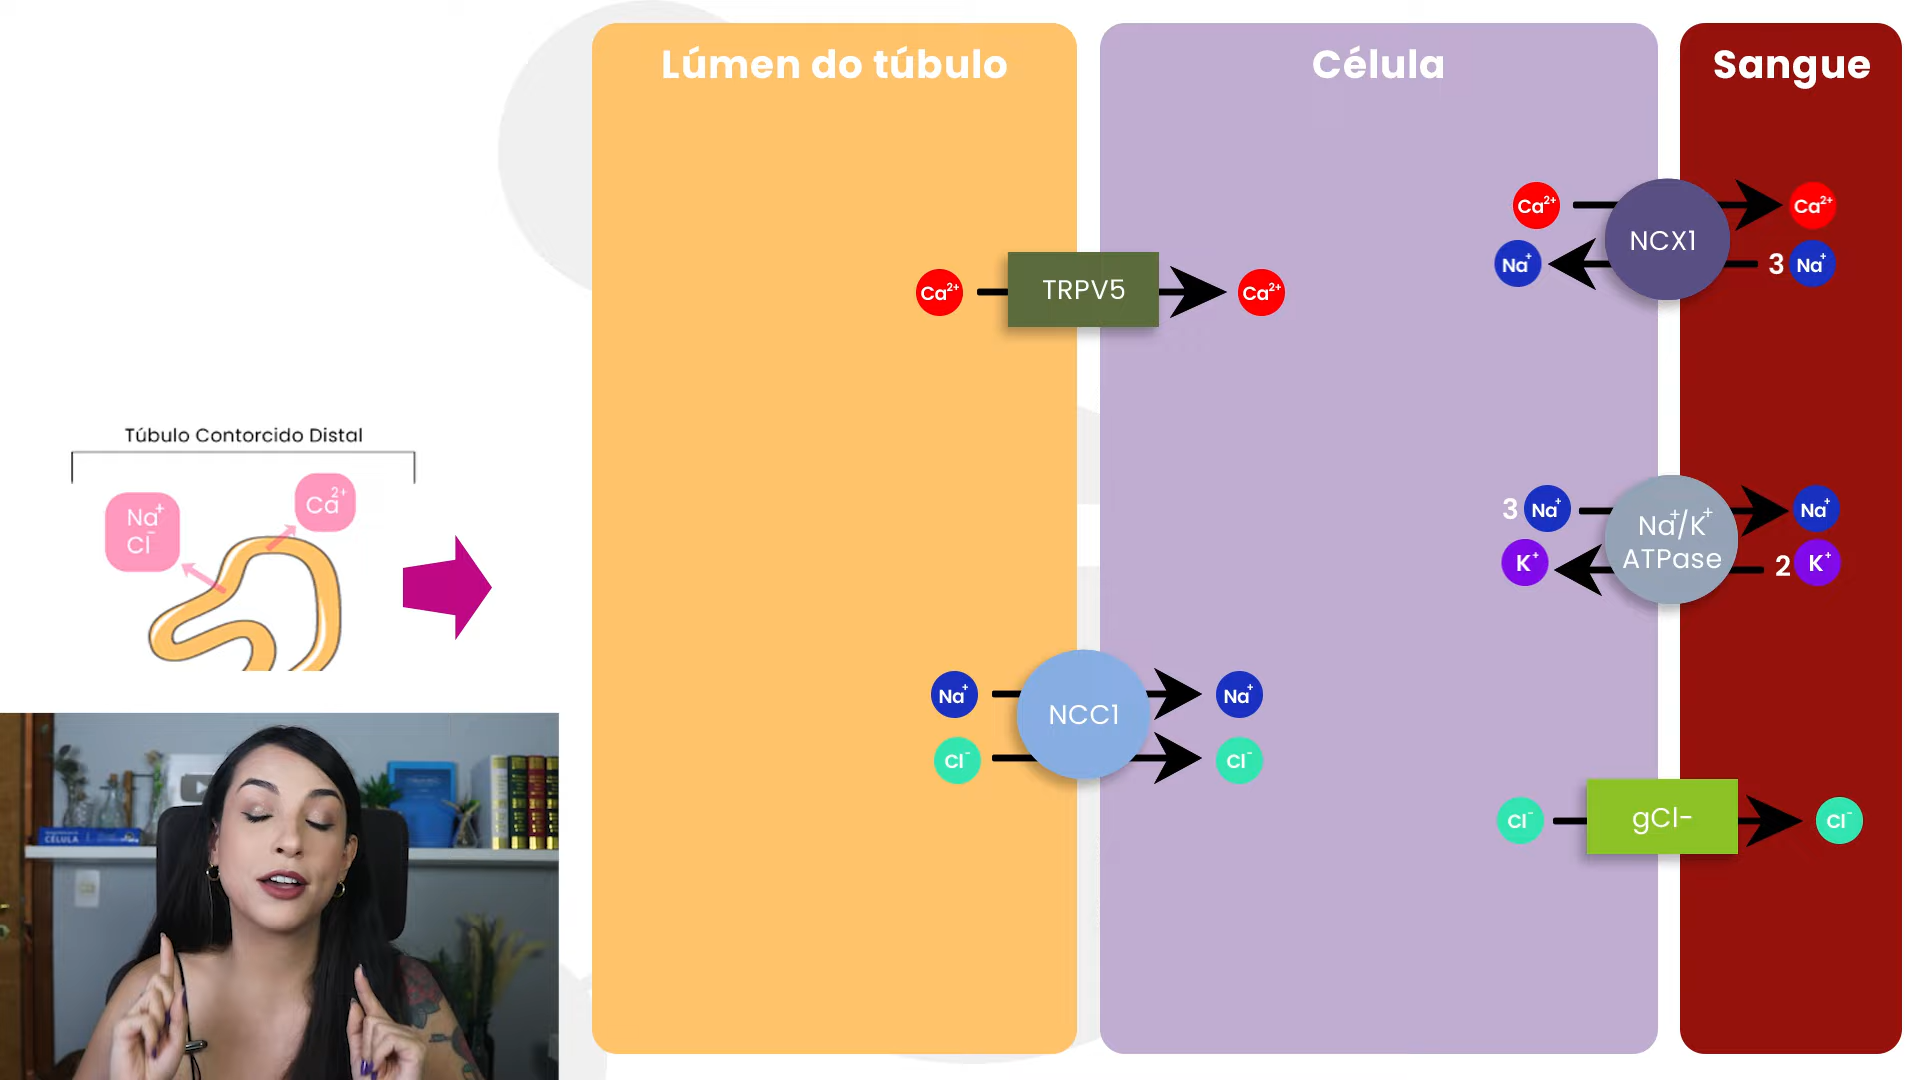 Lúmen do túbulo
Célula
Sangue
Ca²⁺
NCX1
Ca²⁺
Na⁺
3 Na⁺
Ca²⁺
TRPV5
Ca²⁺
Túbulo Contorcido Distal
Na⁺
Cl⁻
Ca²⁺
3 Na⁺
Na⁺/K⁺
ATPase
Na⁺
K⁺
2 K⁺
Na⁺
NCC1
Na⁺
Cl⁻
Cl⁻
Cl⁻
gCl-
Cl⁻
CÉLULA